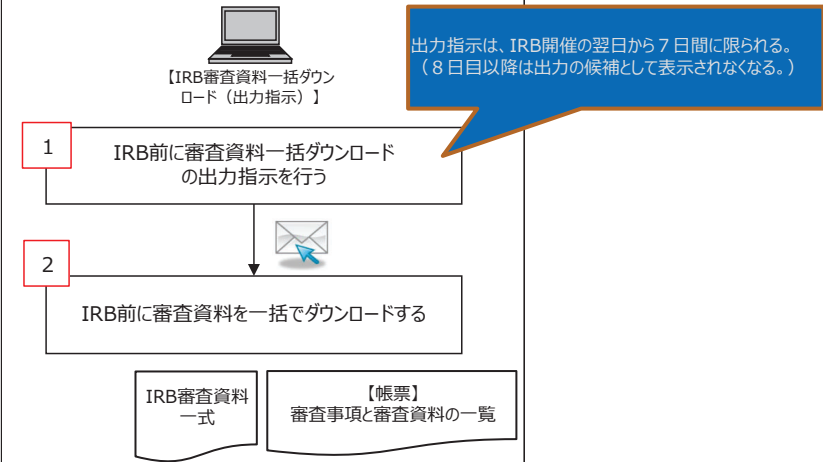 出力指示は、IRB開催の翌日から７日間に限られる。
（８日目以降は出力の候補として表示されなくなる。）
【IRB審査資料一括ダウン
ロード（出力指示）】
1
IRB前に審査資料一括ダウンロード
の出力指示を行う
2
IRB前に審査資料を一括でダウンロードする
IRB審査資料
一式
【帳票】
審査事項と審査資料の一覧